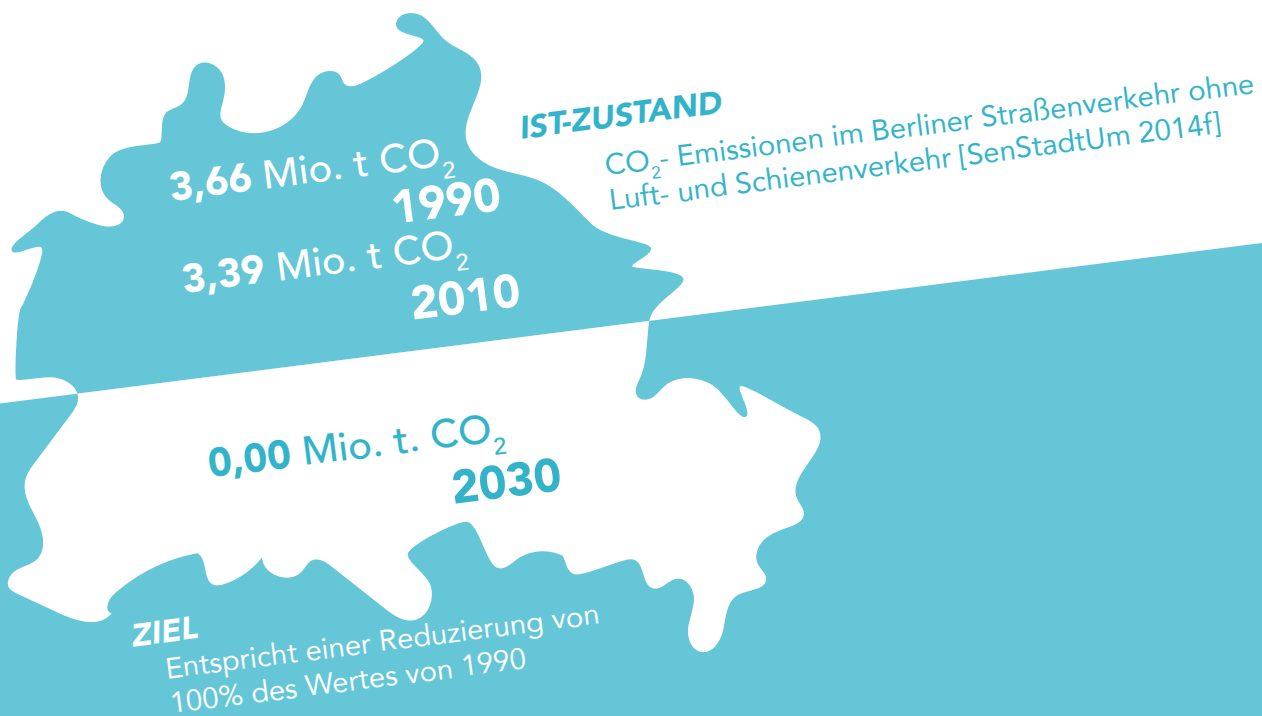 IST-ZUSTAND
CO₂- Emissionen im Berliner Straßenverkehr ohne
Luft- und Schienenverkehr [SenStadtUm 2014f]
3,66 Mio. t CO₂
1990
3,39 Mio. t CO₂
2010
0,00 Mio. t. CO₂
2030
ZIEL
Entspricht einer Reduzierung von
100% des Wertes von 1990